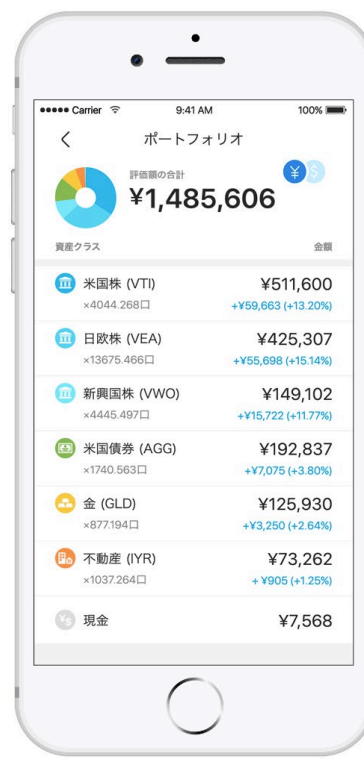 ●●●●● Carrier 9:41 AM 100%
ポートフォリオ
評価額の合計
¥1,485,606
¥ $
資産クラス 金額
米国株 (VTI) ¥511,600
×4044.268口 +¥59,663 (+13.20%)
日欧株 (VEA) ¥425,307
×13675.466口 +¥55,698 (+15.14%)
新興国株 (VWO) ¥149,102
×4445.497口 +¥15,722 (+11.77%)
米国債券 (AGG) ¥192,837
×1740.563口 +¥7,075 (+3.80%)
金 (GLD) ¥125,930
×877.194口 +¥3,250 (+2.64%)
不動産 (IYR) ¥73,262
×1037.264口 + ¥905 (+1.25%)
現金 ¥7,568